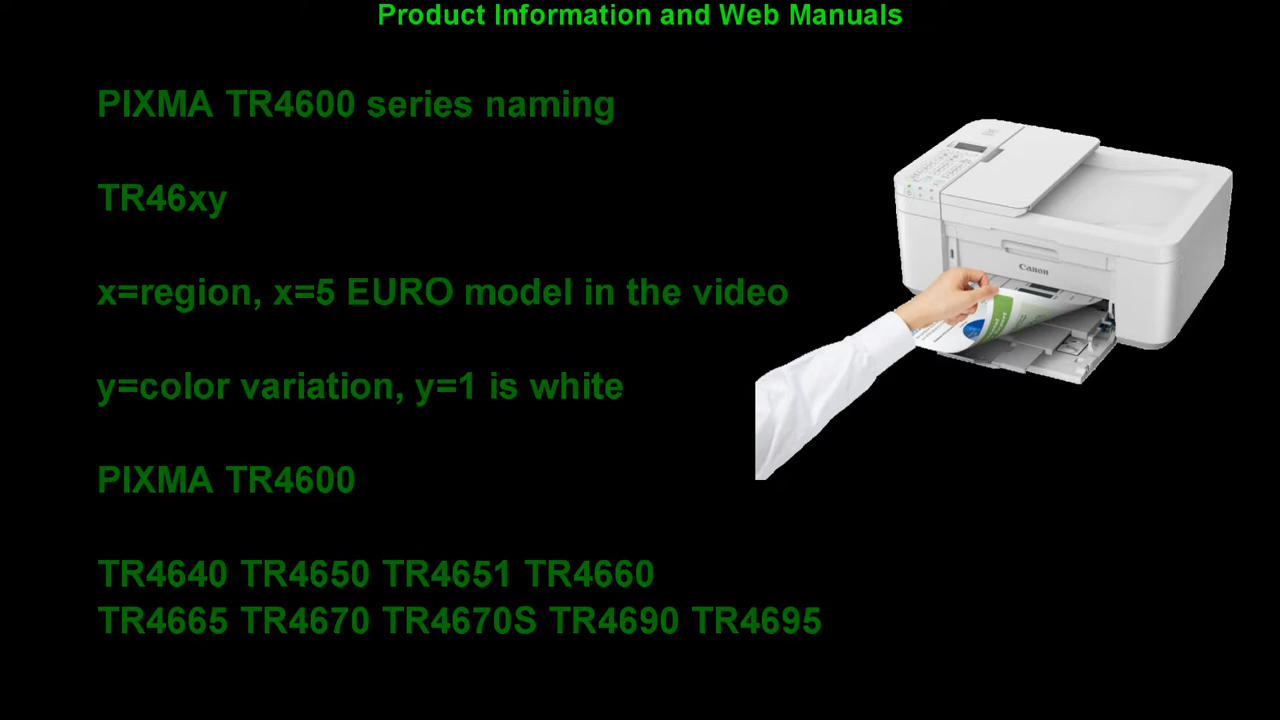 Product Information and Web Manuals
PIXMA TR4600 series naming
TR46xy
x=region, x=5 EURO model in the video
y=color variation, y=1 is white
PIXMA TR4600
TR4640 TR4650 TR4651 TR4660
TR4665 TR4670 TR4670S TR4690 TR4695
Canon